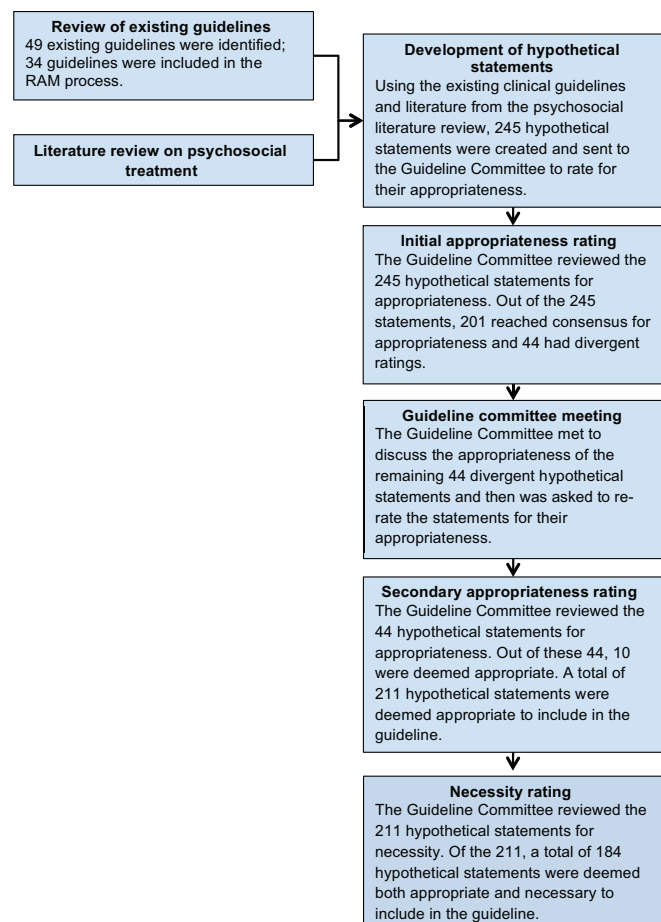 Review of existing guidelines
49 existing guidelines were identified;
34 guidelines were included in the
RAM process.
Literature review on psychosocial
treatment
Development of hypothetical
statements
Using the existing clinical guidelines
and literature from the psychosocial
literature review, 245 hypothetical
statements were created and sent to
the Guideline Committee to rate for
their appropriateness.
Initial appropriateness rating
The Guideline Committee reviewed the
245 hypothetical statements for
appropriateness. Out of the 245
statements, 201 reached consensus for
appropriateness and 44 had divergent
ratings.
Guideline committee meeting
The Guideline Committee met to
discuss the appropriateness of the
remaining 44 divergent hypothetical
statements and then was asked to re-
rate the statements for their
appropriateness.
Secondary appropriateness rating
The Guideline Committee reviewed the
44 hypothetical statements for
appropriateness. Out of these 44, 10
were deemed appropriate. A total of
211 hypothetical statements were
deemed appropriate to include in the
guideline.
Necessity rating
The Guideline Committee reviewed the
211 hypothetical statements for
necessity. Of the 211, a total of 184
hypothetical statements were deemed
both appropriate and necessary to
include in the guideline.